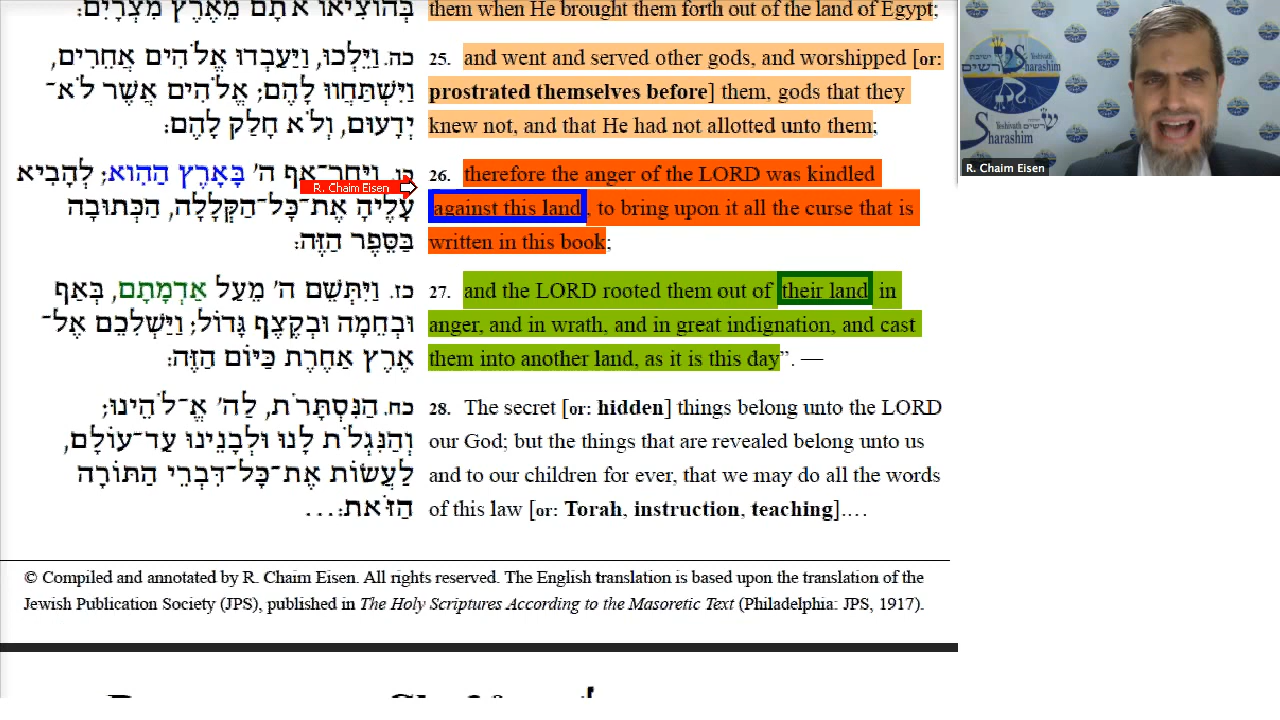 בְּהוֹצִיאוֹ אֹתָם מֵאֶרֶץ מִצְרָיִם:
them when He brought them forth out of the land of Egypt;
כה. וַיֵּלְכוּ, וַיַּעַבְדוּ אֱלֹהִים אֲחֵרִים,
וַיִּשְׁתַּחֲווּ לָהֶם; אֱלֹהִים אֲשֶׁר לֹא־
יְדָעוּם, וְלֹא חָלַק לָהֶם:
25. and went and served other gods, and worshipped [or:
prostrated themselves before] them, gods that they
knew not, and that He had not allotted unto them;
כו. וַיִּחַר־אַף ה' בָּאָרֶץ הַהִוא; לְהָבִיא
עָלֶיהָ אֶת־כָּל־הַקְּלָלָה, הַכְּתוּבָה
בַּסֵּפֶר הַזֶּה:
R. Chaim Eisen
26. therefore the anger of the LORD was kindled
against this land, to bring upon it all the curse that is
written in this book;
כז. וַיִּתְּשֵׁם ה' מֵעַל אַדְמָתָם, בְּאַף
וּבְחֵמָה וּבְקֶצֶף גָּדוֹל; וַיַּשְׁלִכֵם אֶל־
אֶרֶץ אַחֶרֶת כַּיּוֹם הַזֶּה:
27. and the LORD rooted them out of their land in
anger, and in wrath, and in great indignation, and cast
them into another land, as it is this day”. —
כח. הַנִּסְתָּרֹת, לַה' אֱ־לֹהֵינוּ;
וְהַנִּגְלֹת לָנוּ וּלְבָנֵינוּ עַד־עוֹלָם,
לַעֲשׂוֹת אֶת־כָּל־דִּבְרֵי הַתּוֹרָה
הַזֹּאת:...
28. The secret [or: hidden] things belong unto the LORD
our God; but the things that are revealed belong unto us
and to our children for ever, that we may do all the words
of this law [or: Torah, instruction, teaching]….
© Compiled and annotated by R. Chaim Eisen. All rights reserved. The English translation is based upon the translation of the
Jewish Publication Society (JPS), published in The Holy Scriptures According to the Masoretic Text (Philadelphia: JPS, 1917).
Yeshivath
Sharashim
ישיבת
שרשים
Yeshivath שרשים
Sharashim
R. Chaim Eisen